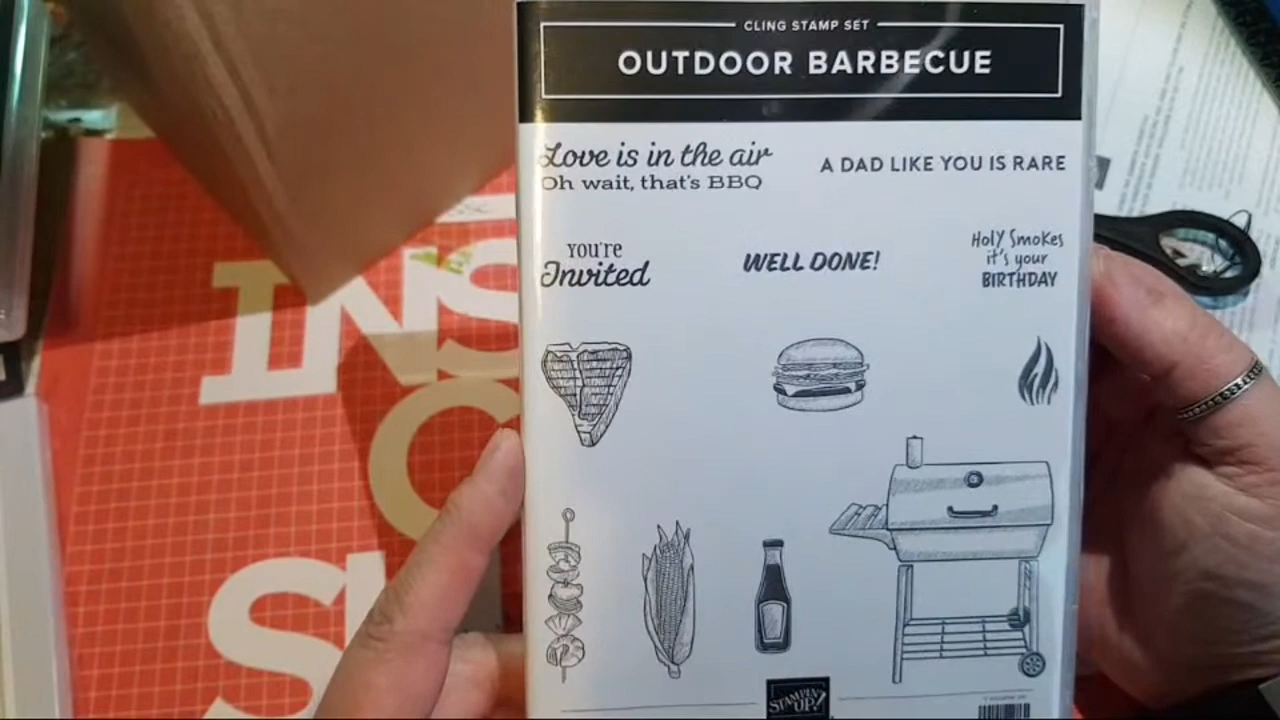 CLING STAMP SET
OUTDOOR BARBECUE
Love is in the air
Oh wait, that's BBQ
A DAD LIKE YOU IS RARE
YOU'RE
Invited
WELL DONE!
Holy Smokes
it's your
BIRTHDAY
STAMPIN' UP!
INS